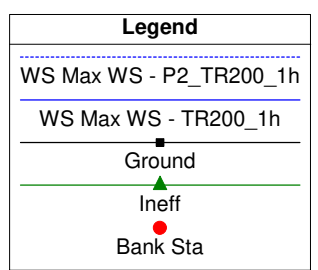 Legend
WS Max WS - P2_TR200_1h
WS Max WS - TR200_1h
Ground
Ineff
Bank Sta